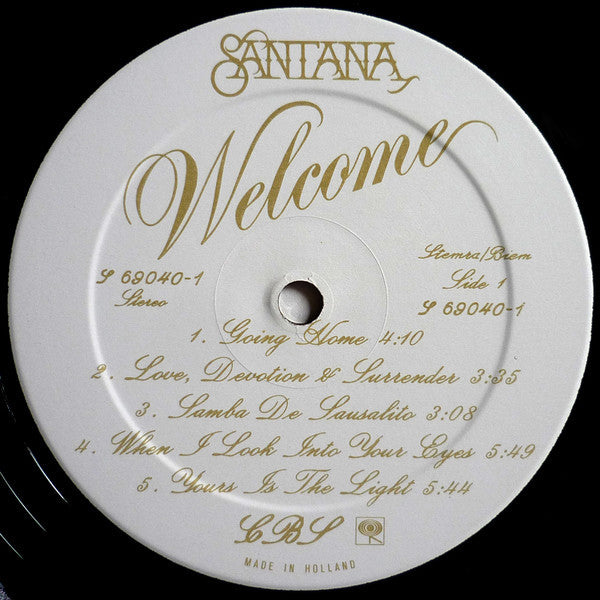 SANTANA
Welcome
S 69040-1
Stereo
Stemra/Biem
Side 1
S 69040-1
1. Going Home 4:10
2. Love, Devotion & Surrender 3:35
3. Samba De Sausalito 3:08
4. When I Look Into Your Eyes 5:49
5. Yours Is The Light 5:44
CBS
MADE IN HOLLAND